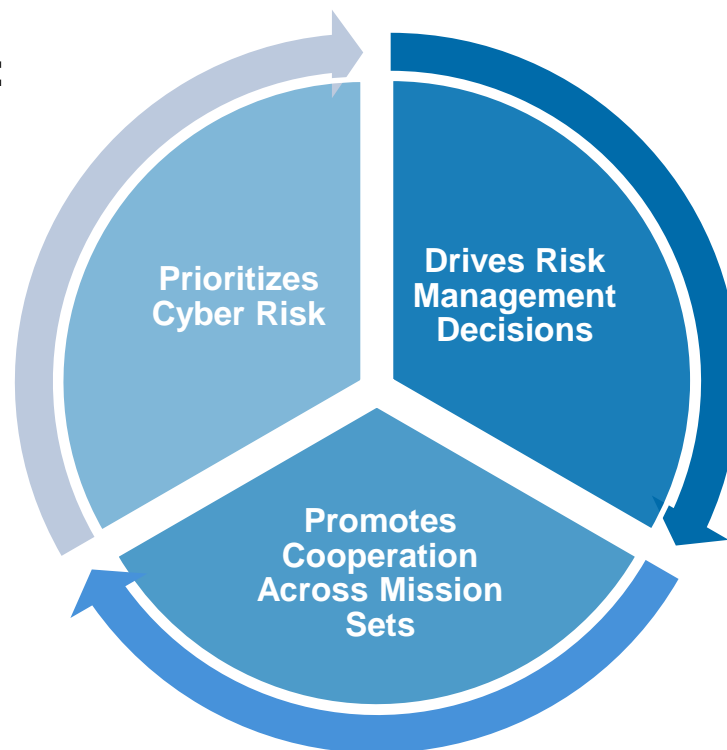 :
Prioritizes
Cyber Risk
Drives Risk
Management
Decisions
Promotes
Cooperation
Across Mission
Sets